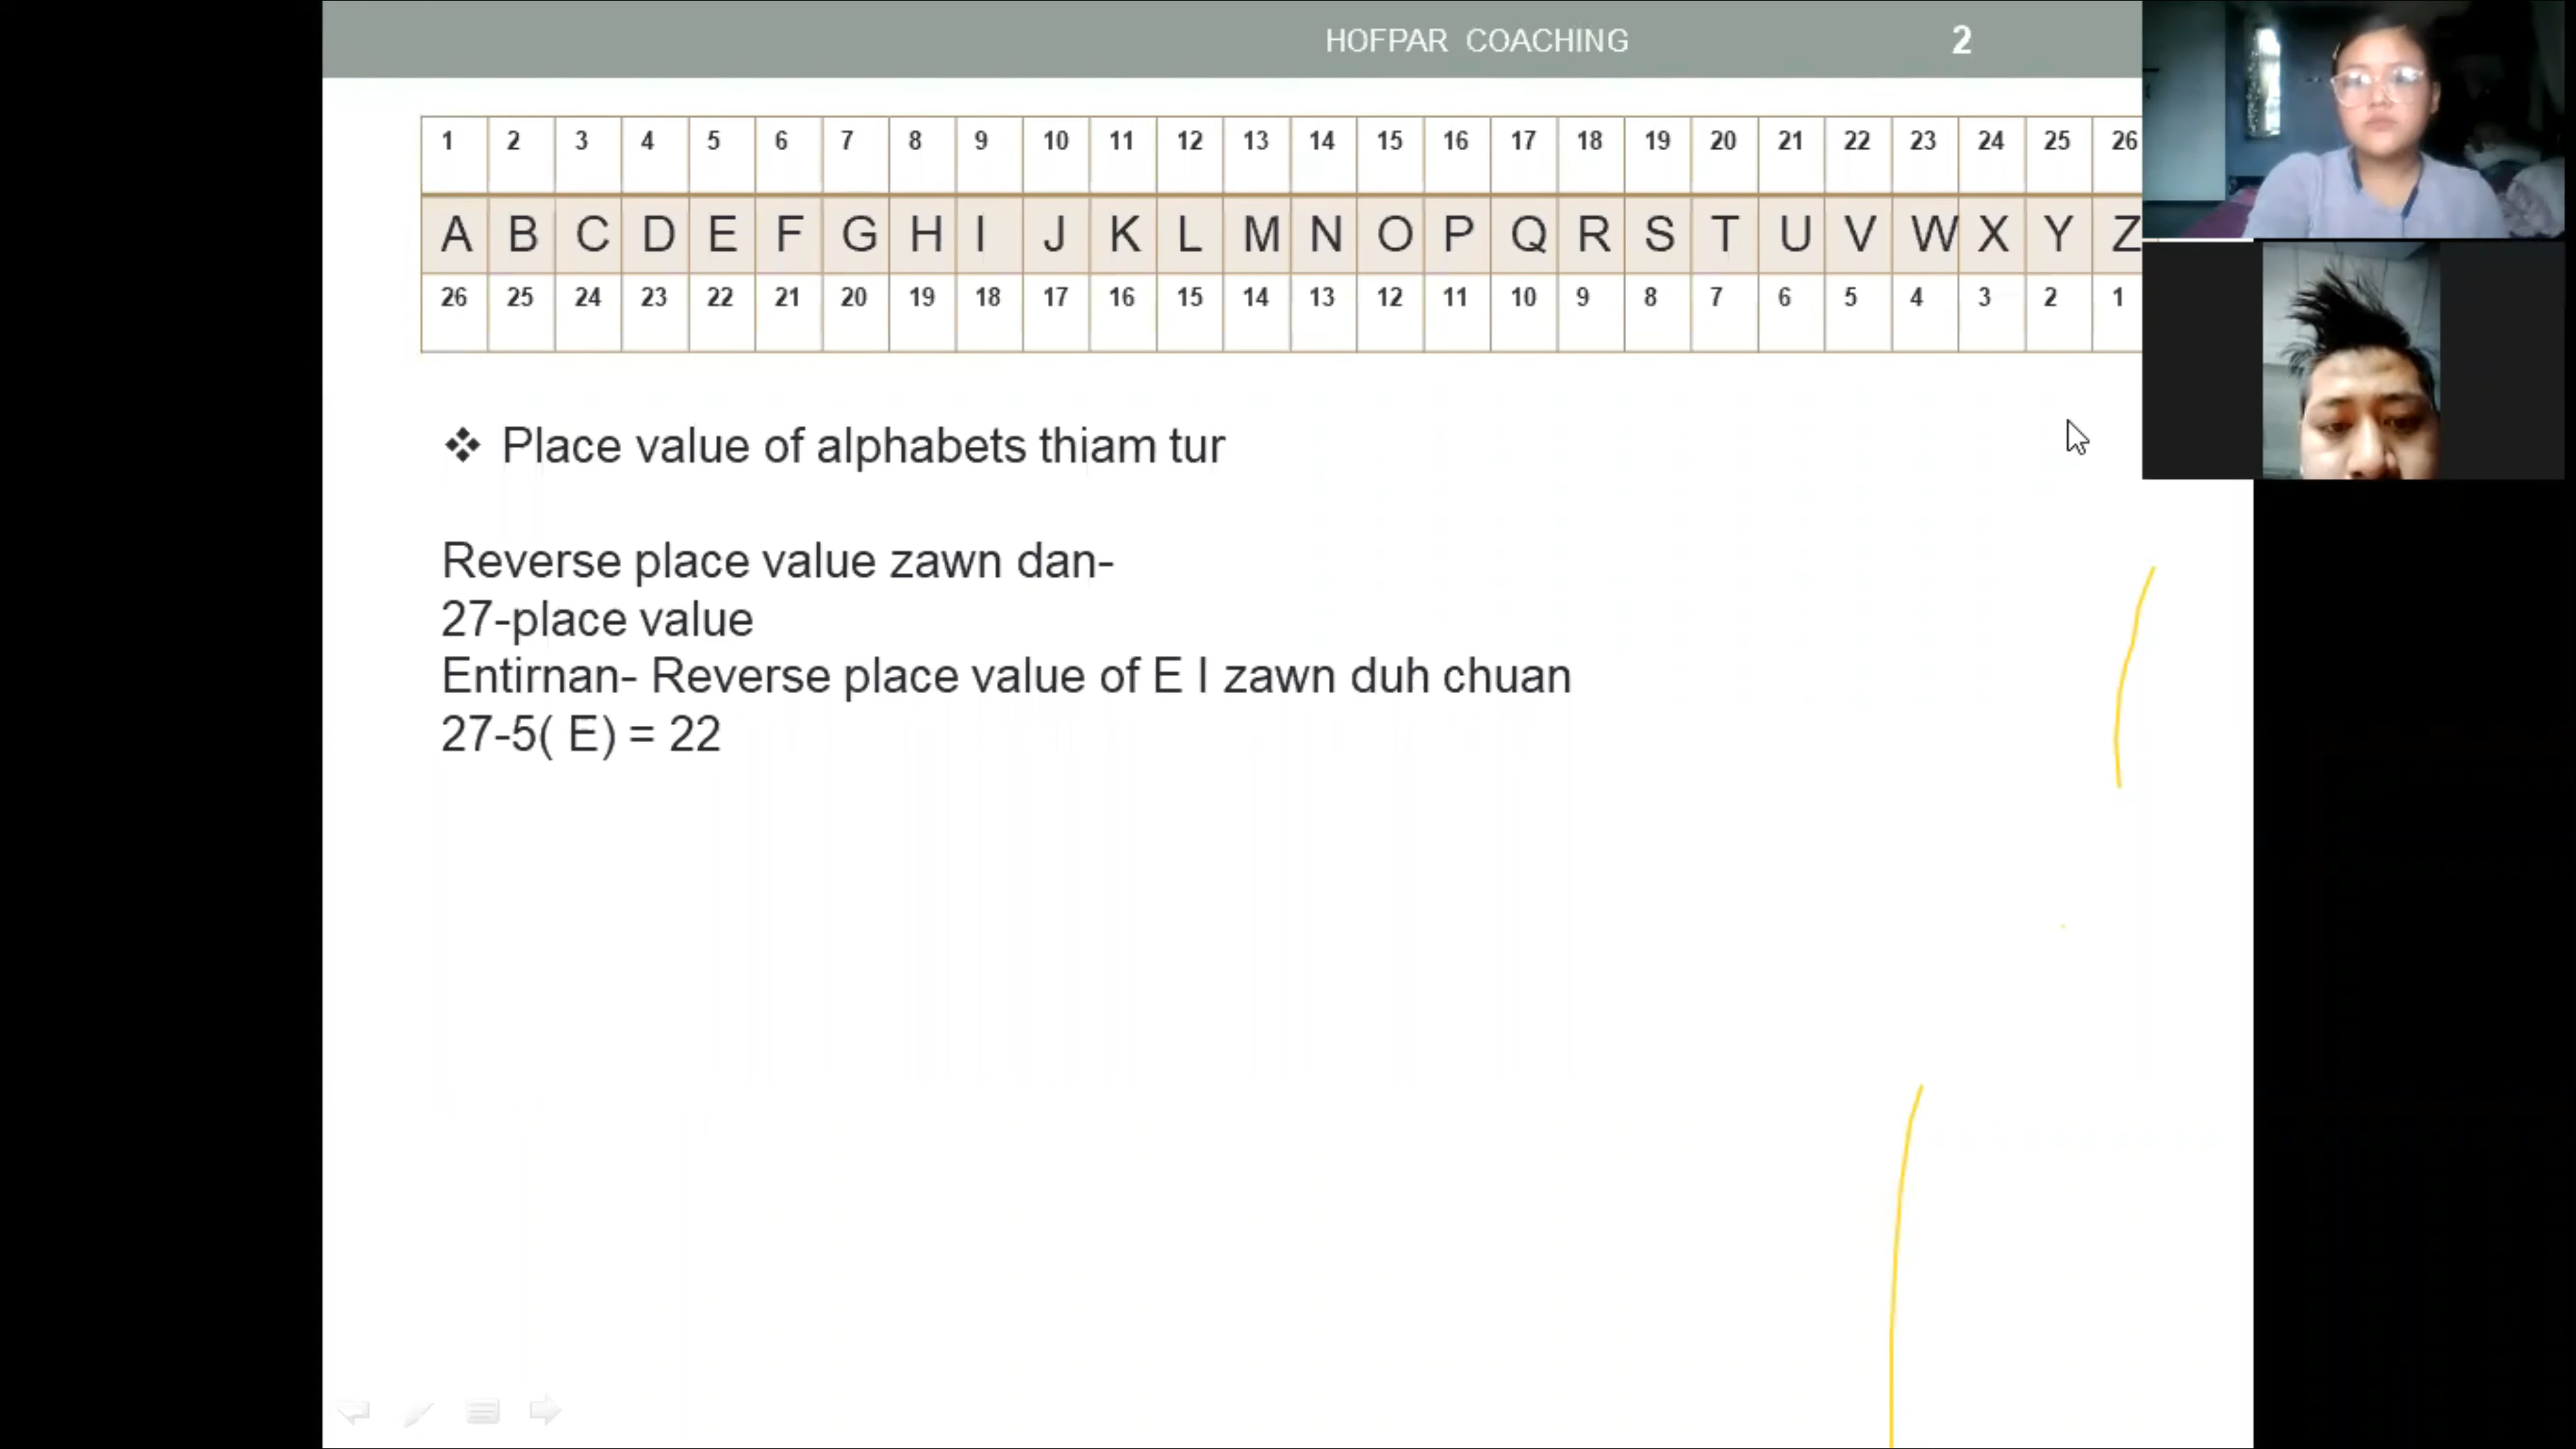 HOFPAR COACHING 2
1 2 3 4 5 6 7 8 9 10 11 12 13 14 15 16 17 18 19 20 21 22 23 24 25 26
A B C D E F G H I J K L M N O P Q R S T U V W X Y Z
26 25 24 23 22 21 20 19 18 17 16 15 14 13 12 11 10 9 8 7 6 5 4 3 2 1
❖ Place value of alphabets thiam tur
Reverse place value zawn dan-
27-place value
Entirnan- Reverse place value of E I zawn duh chuan
27-5( E) = 22